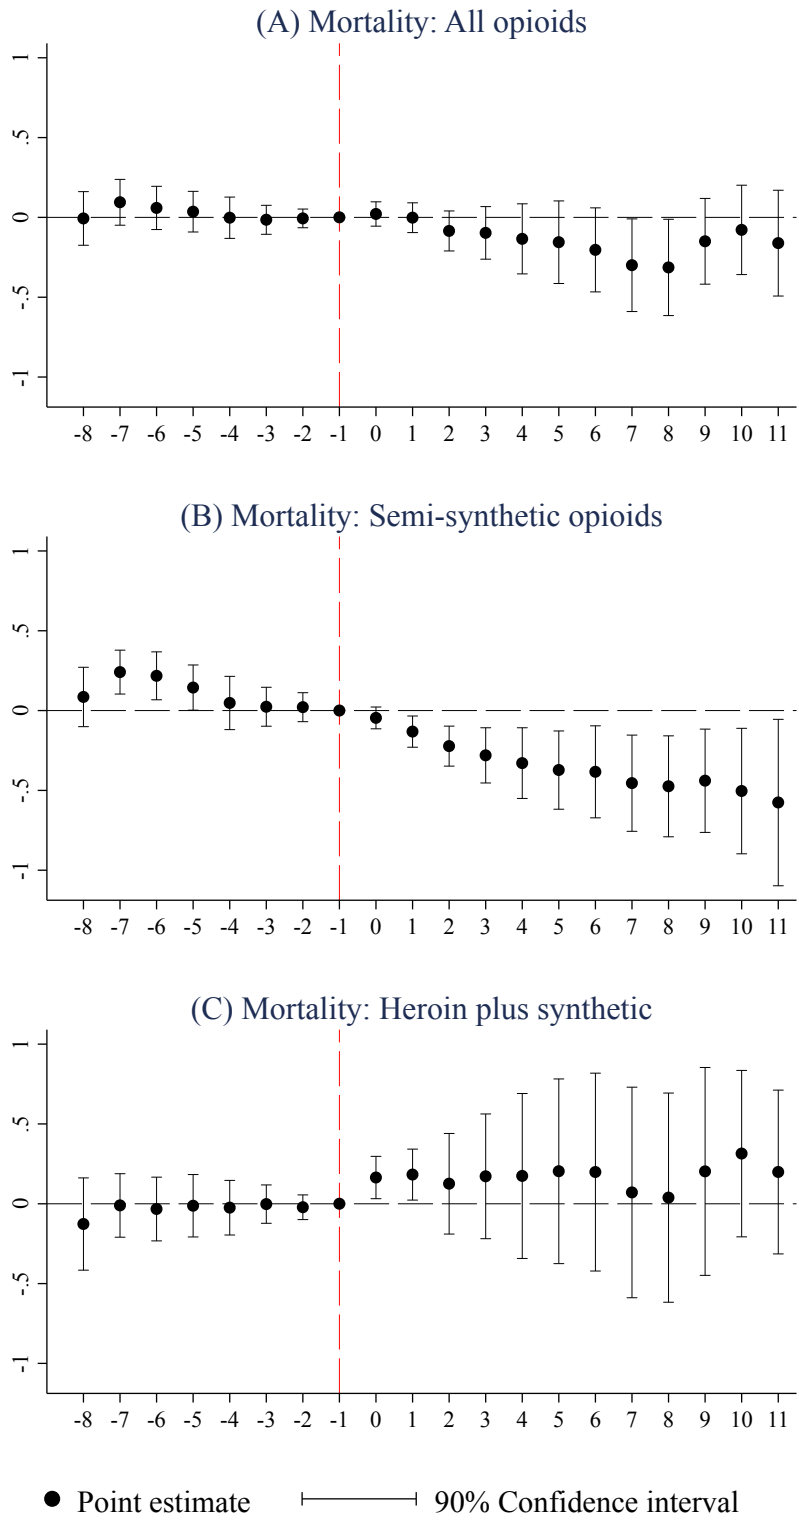 (A) Mortality: All opioids
1
.5
0
-.5
-1
-8 -7 -6 -5 -4 -3 -2 -1 0 1 2 3 4 5 6 7 8 9 10 11
(B) Mortality: Semi-synthetic opioids
1
.5
0
-.5
-1
-8 -7 -6 -5 -4 -3 -2 -1 0 1 2 3 4 5 6 7 8 9 10 11
(C) Mortality: Heroin plus synthetic
1
.5
0
-.5
-1
-8 -7 -6 -5 -4 -3 -2 -1 0 1 2 3 4 5 6 7 8 9 10 11
Point estimate 90% Confidence interval